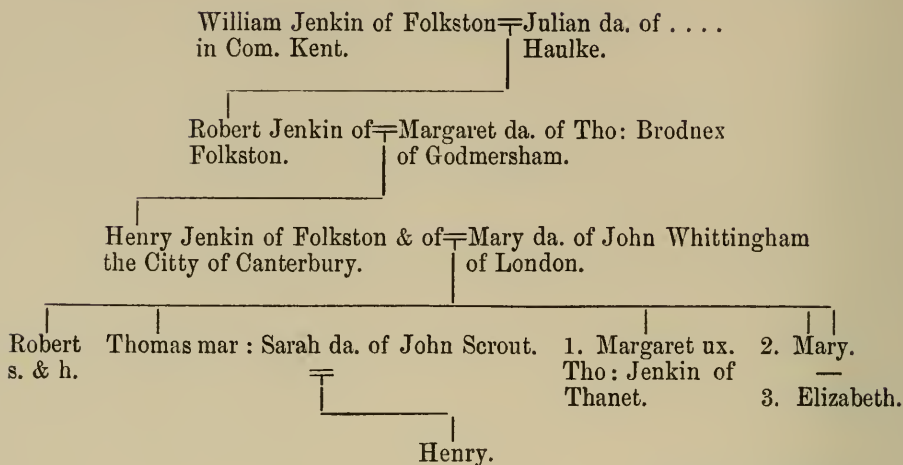 William Jenkin of Folkston=Julian da. of . . . .
in Com. Kent. Haulke.
Robert Jenkin of=Margaret da. of Tho: Brodnex
Folkston. of Godmersham.
Henry Jenkin of Folkston & of=Mary da. of John Whittingham
the Citty of Canterbury. of London.
Robert Thomas mar : Sarah da. of John Scrout. 1. Margaret ux. 2. Mary.
s. & h. = Tho: Jenkin of —
Thanet. 3. Elizabeth.
Henry.